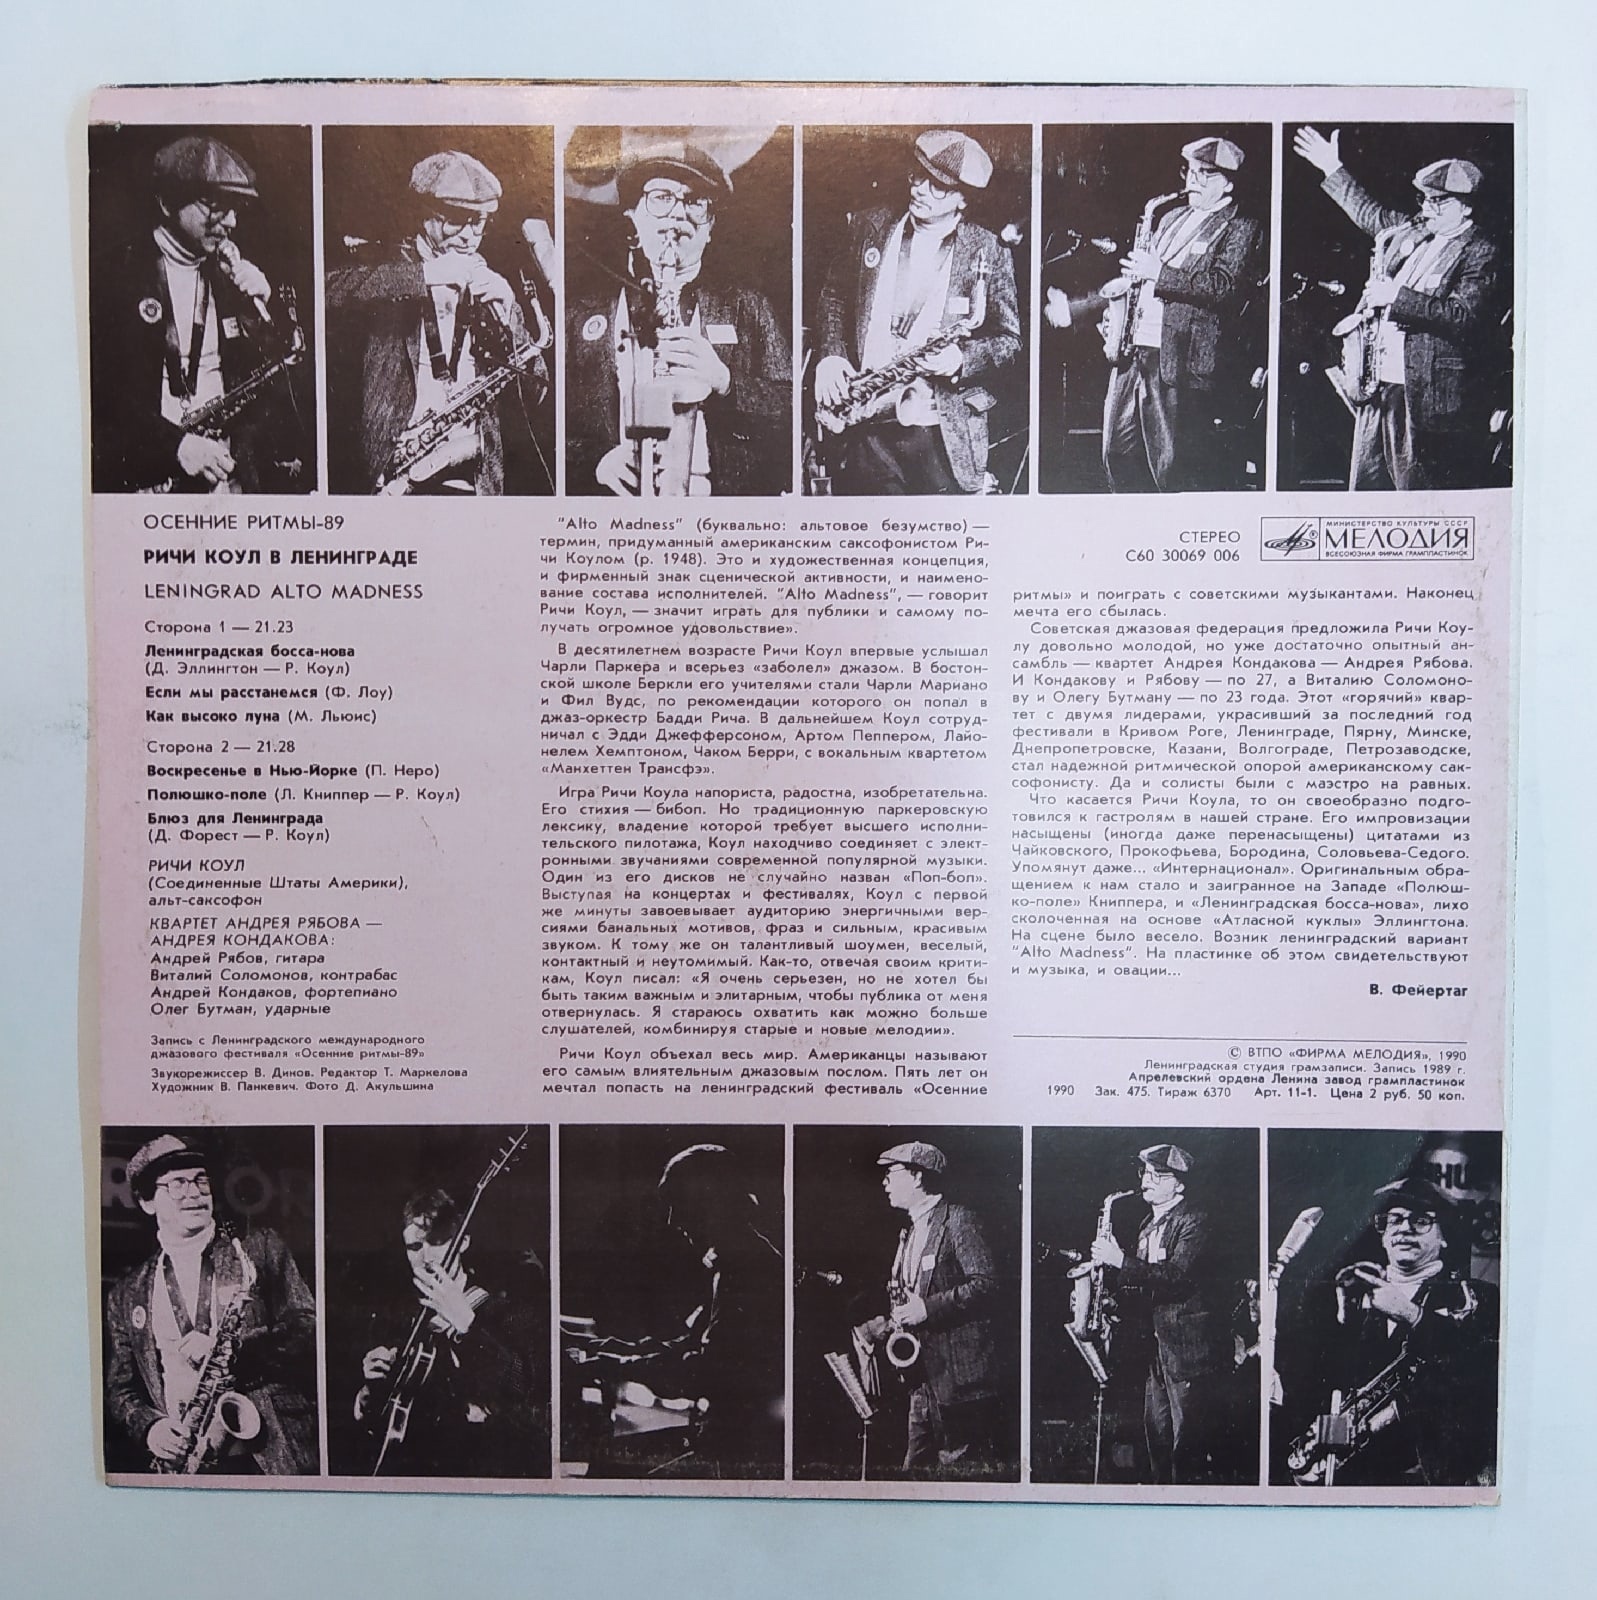 ОСЕННИЕ РИТМЫ-89
РИЧИ КОУЛ В ЛЕНИНГРАДЕ
LENINGRAD ALTO MADNESS
Сторона 1 — 21.23
Ленинградская босса-нова
(Д. Эллингтон — Р. Коул)
Если мы расстанемся (Ф. Лоу)
Как высоко луна (М. Льюис)
Сторона 2 — 21.28
Воскресенье в Нью-Йорке (П. Неро)
Полюшко-поле (Л. Книппер — Р. Коул)
Блюз для Ленинграда
(Д. Форест — Р. Коул)
РИЧИ КОУЛ
(Соединенные Штаты Америки),
альт-саксофон
КВАРТЕТ АНДРЕЯ РЯБОВА —
АНДРЕЯ КОНДАКОВА:
Андрей Рябов, гитара
Виталий Соломонов, контрабас
Андрей Кондаков, фортепиано
Олег Бутман, ударные
Запись с Ленинградского международного
джазового фестиваля «Осенние ритмы-89»
Звукорежиссер В. Динов. Редактор Т. Маркелова
Художник В. Панкевич. Фото Д. Акульшина
"Alto Madness" (буквально: альтовое безумство) —
термин, придуманный американским саксофонистом Ри-
чи Коулом (р. 1948). Это и художественная концепция,
и фирменный знак сценической активности, и наимено-
вание состава исполнителей. "Alto Madness", — говорит
Ричи Коул, — значит играть для публики и самому по-
лучать огромное удовольствие».
В десятилетнем возрасте Ричи Коул впервые услышал
Чарли Паркера и всерьез «заболел» джазом. В бостон-
ской школе Беркли его учителями стали Чарли Мариано
и Фил Вудс, по рекомендации которого он попал в
джаз-оркестр Бадди Рича. В дальнейшем Коул сотруд-
ничал с Эдди Джефферсоном, Артом Пеппером, Лайо-
нелем Хемптоном, Чаком Берри, с вокальным квартетом
«Манхеттен Трансфэ».
Игра Ричи Коула напориста, радостна, изобретательна.
Его стихия — бибоп. Но традиционную паркеровскую
лексику, владение которой требует высшего исполни-
тельского пилотажа, Коул находчиво соединяет с элект-
ронными звучаниями современной популярной музыки.
Один из его дисков не случайно назван «Поп-боп».
Выступая на концертах и фестивалях, Коул с первой
же минуты завоевывает аудиторию энергичными вер-
сиями банальных мотивов, фраз и сильным, красивым
звуком. К тому же он талантливый шоумен, веселый,
контактный и неутомимый. Как-то, отвечая своим крити-
кам, Коул писал: «Я очень серьезен, но не хотел бы
быть таким важным и элитарным, чтобы публика от меня
отвернулась. Я стараюсь охватить как можно больше
слушателей, комбинируя старые и новые мелодии».
Ричи Коул объехал весь мир. Американцы называют
его самым влиятельным джазовым послом. Пять лет он
мечтал попасть на ленинградский фестиваль «Осенние
СТЕРЕО
С60 30069 006
МИНИСТЕРСТВО КУЛЬТУРЫ СССР
МЕЛОДИЯ
ВСЕСОЮЗНАЯ ФИРМА ГРАМПЛАСТИНОК
ритмы» и поиграть с советскими музыкантами. Наконец
мечта его сбылась.
Советская джазовая федерация предложила Ричи Коу-
лу довольно молодой, но уже достаточно опытный ан-
самбль — квартет Андрея Кондакова — Андрея Рябова.
И Кондакову и Рябову — по 27, а Виталию Соломоно-
ву и Олегу Бутману — по 23 года. Этот «горячий» квар-
тет с двумя лидерами, украсивший за последний год
фестивали в Кривом Роге, Ленинграде, Пярну, Минске,
Днепропетровске, Казани, Волгограде, Петрозаводске,
стал надежной ритмической опорой американскому сак-
софонисту. Да и солисты были с маэстро на равных.
Что касается Ричи Коула, то он своеобразно подго-
товился к гастролям в нашей стране. Его импровизации
насыщены (иногда даже перенасыщены) цитатами из
Чайковского, Прокофьева, Бородина, Соловьева-Седого.
Упомянут даже... «Интернационал». Оригинальным обра-
щением к нам стало и заигранное на Западе «Полюш-
ко-поле» Книппера, и «Ленинградская босса-нова», лихо
сколоченная на основе «Атласной куклы» Эллингтона.
На сцене было весело. Возник ленинградский вариант
"Alto Madness". На пластинке об этом свидетельствуют
и музыка, и овации...
В. Фейертаг
© ВТПО «ФИРМА МЕЛОДИЯ», 1990
Ленинградская студия грамзаписи. Запись 1989 г.
Апрелевский ордена Ленина завод грампластинок
1990 Зак. 475. Тираж 6370 Арт. 11-1. Цена 2 руб. 50 коп.